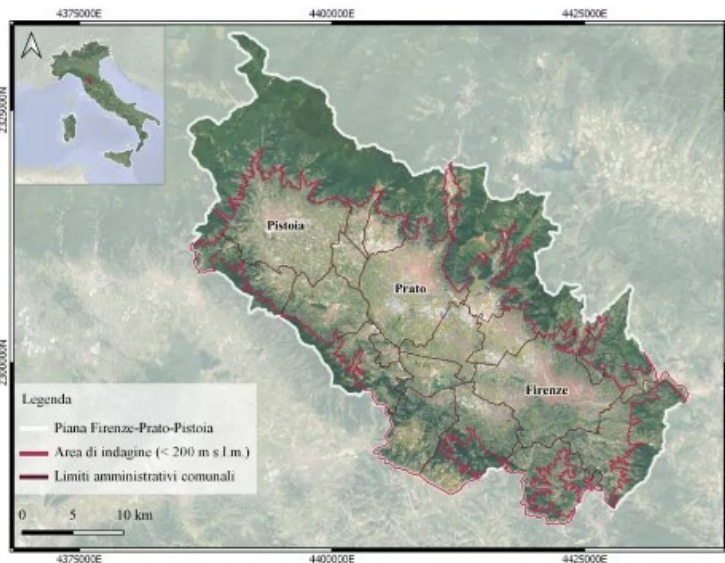 4375000E 4400000E 4425000E
2325000N
Pistoia
Prato
2300000N
Firenze
Legenda
Piana Firenze-Prato-Pistoia
Area di indagine (< 200 m s.l.m.)
Limiti amministrativi comunali
0 5 10 km
4375000E 4400000E 4425000E